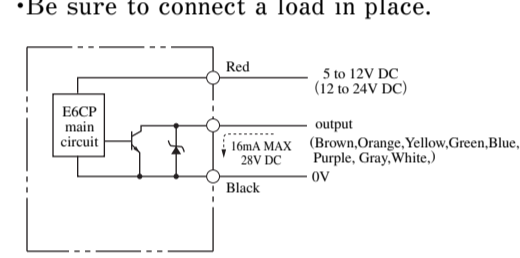 •Be sure to connect a load in place.
Red
5 to 12V DC
(12 to 24V DC)
E6CP
main
circuit
output
16mA MAX
28V DC
(Brown,Orange,Yellow,Green,Blue,
Purple, Gray,White,)
0V
Black